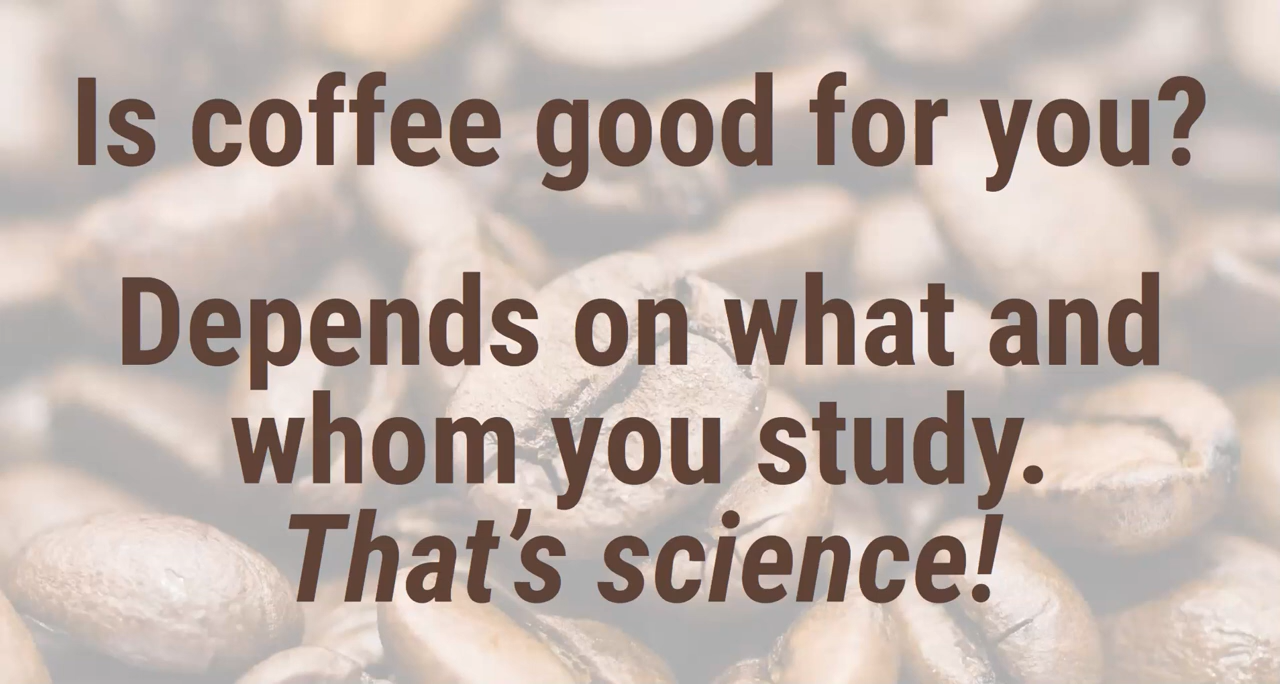 Is coffee good for you?
Depends on what and
whom you study.
That’s science!